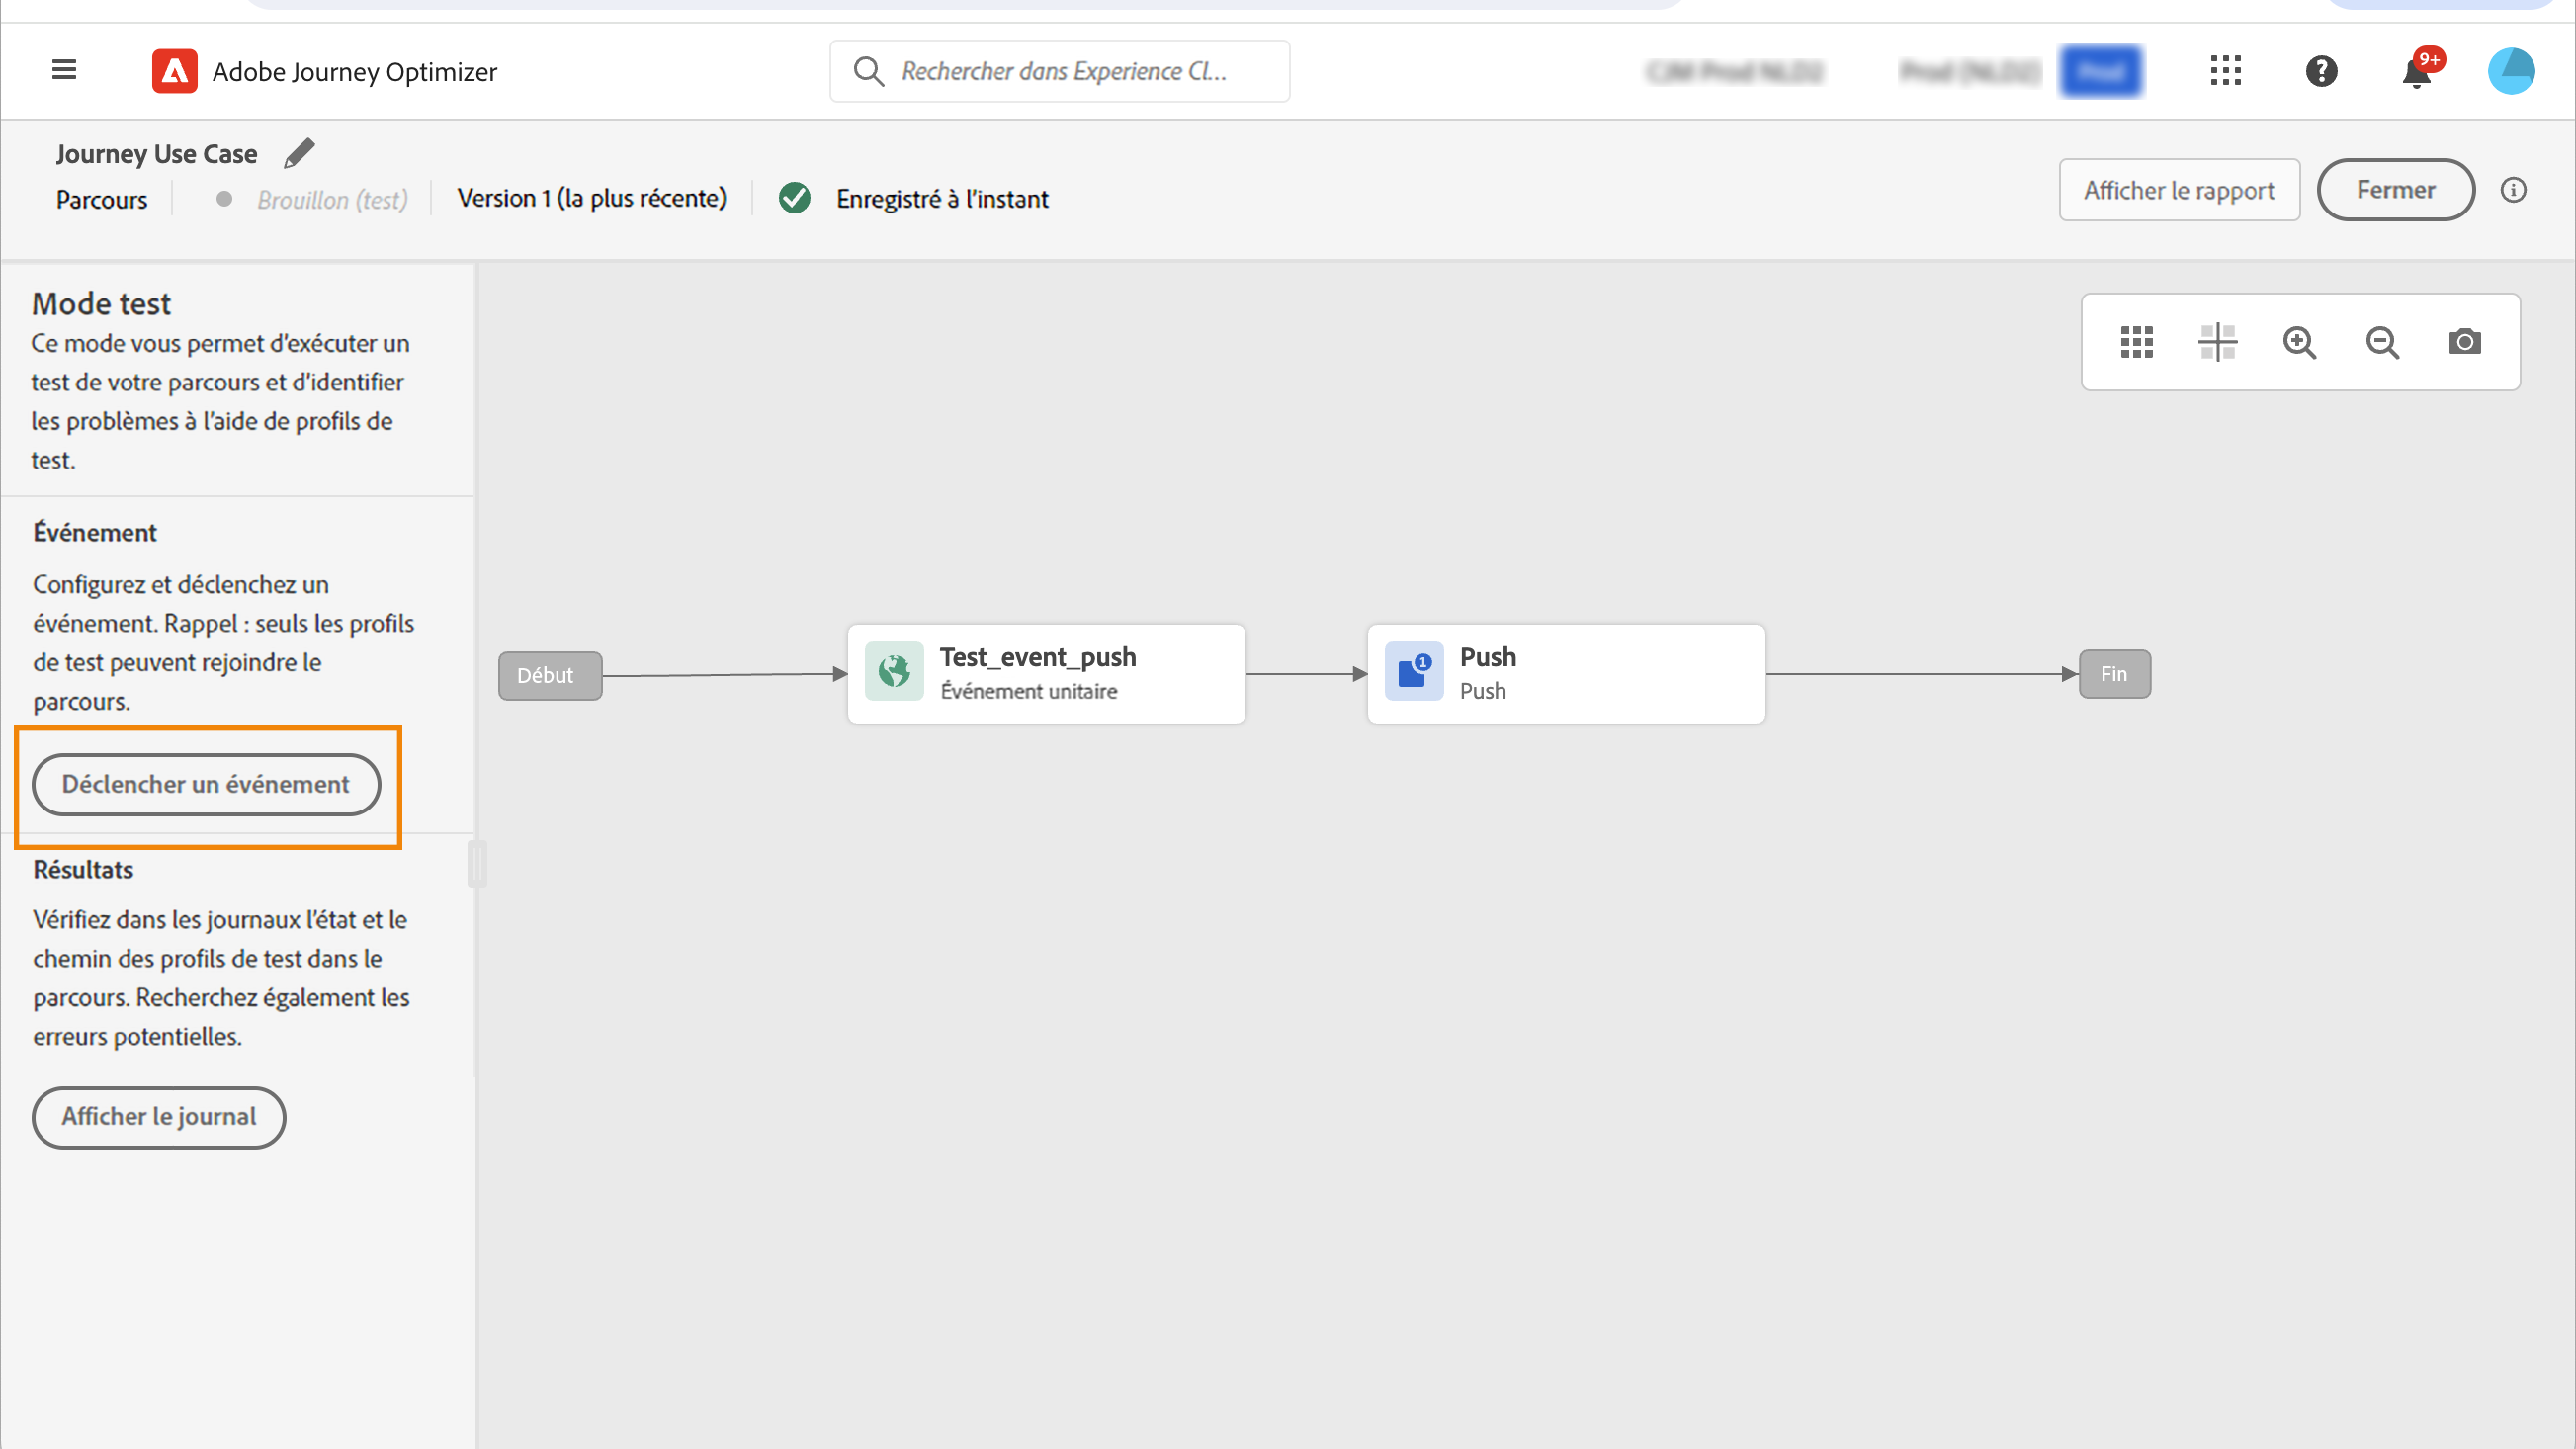 Adobe Journey Optimizer
Rechercher dans Experience Cl...
9+
Journey Use Case
Parcours
Brouillon (test)
Version 1 (la plus récente)
Enregistré à l'instant
Afficher le rapport
Fermer
Mode test
Ce mode vous permet d'exécuter un
test de votre parcours et d'identifier
les problèmes à l'aide de profils de
test.
Événement
Configurez et déclenchez un
événement. Rappel : seuls les profils
de test peuvent rejoindre le
parcours.
Déclencher un événement
Résultats
Vérifiez dans les journaux l'état et le
chemin des profils de test dans le
parcours. Recherchez également les
erreurs potentielles.
Afficher le journal
Début
Test_event_push
Événement unitaire
1
Push
Push
Fin